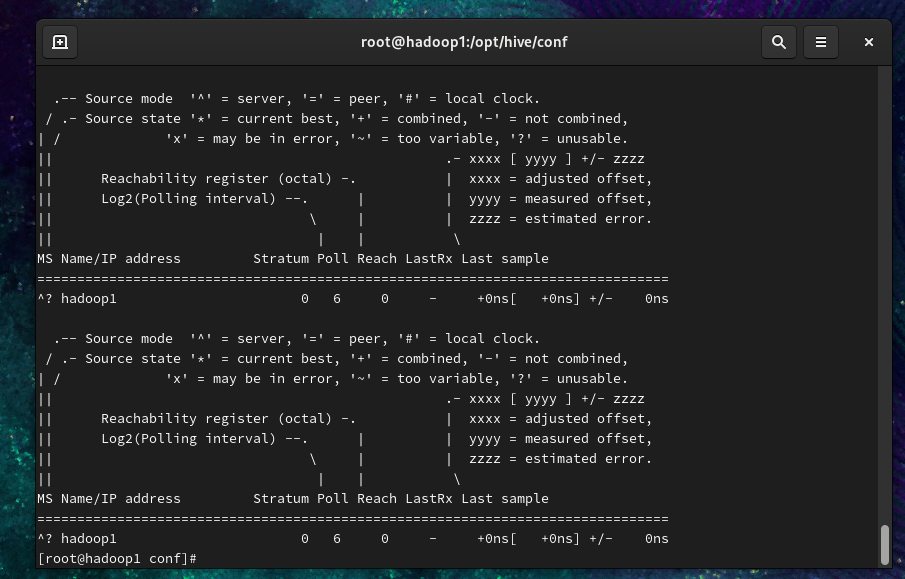 root@hadoop1:/opt/hive/conf
  .-- Source mode  '^' = server, '=' = peer, '#' = local clock.
 / .- Source state '*' = current best, '+' = combined, '-' = not combined,
| /             'x' = may be in error, '~' = too variable, '?' = unusable.
||                                                 .- xxxx [ yyyy ] +/- zzzz
||      Reachability register (octal) -.           |  xxxx = adjusted offset,
||      Log2(Polling interval) --.      |          |  yyyy = measured offset,
||                                \     |          |  zzzz = estimated error.
||                                 |    |           \
MS Name/IP address         Stratum Poll Reach LastRx Last sample
===============================================================================
^? hadoop1                       0   6     0     -     +0ns[   +0ns] +/-    0ns
  .-- Source mode  '^' = server, '=' = peer, '#' = local clock.
 / .- Source state '*' = current best, '+' = combined, '-' = not combined,
| /             'x' = may be in error, '~' = too variable, '?' = unusable.
||                                                 .- xxxx [ yyyy ] +/- zzzz
||      Reachability register (octal) -.           |  xxxx = adjusted offset,
||      Log2(Polling interval) --.      |          |  yyyy = measured offset,
||                                \     |          |  zzzz = estimated error.
||                                 |    |           \
MS Name/IP address         Stratum Poll Reach LastRx Last sample
===============================================================================
^? hadoop1                       0   6     0     -     +0ns[   +0ns] +/-    0ns
[root@hadoop1 conf]#